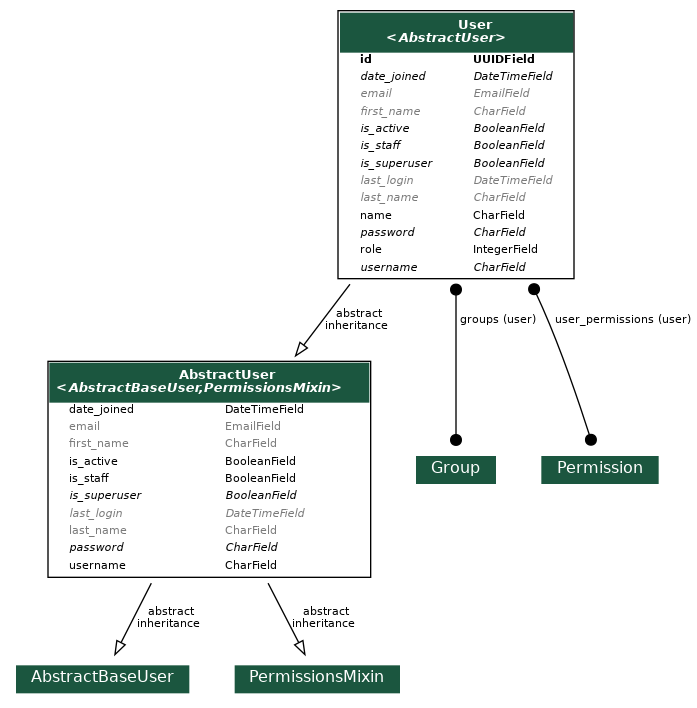 User
<AbstractUser>
id UUIDField
date_joined DateTimeField
email EmailField
first_name CharField
is_active BooleanField
is_staff BooleanField
is_superuser BooleanField
last_login DateTimeField
last_name CharField
name CharField
password CharField
role IntegerField
username CharField
abstract
inheritance
groups (user)
user_permissions (user)
AbstractUser
<AbstractBaseUser,PermissionsMixin>
date_joined DateTimeField
email EmailField
first_name CharField
is_active BooleanField
is_staff BooleanField
is_superuser BooleanField
last_login DateTimeField
last_name CharField
password CharField
username CharField
Group
Permission
abstract
inheritance
abstract
inheritance
AbstractBaseUser
PermissionsMixin